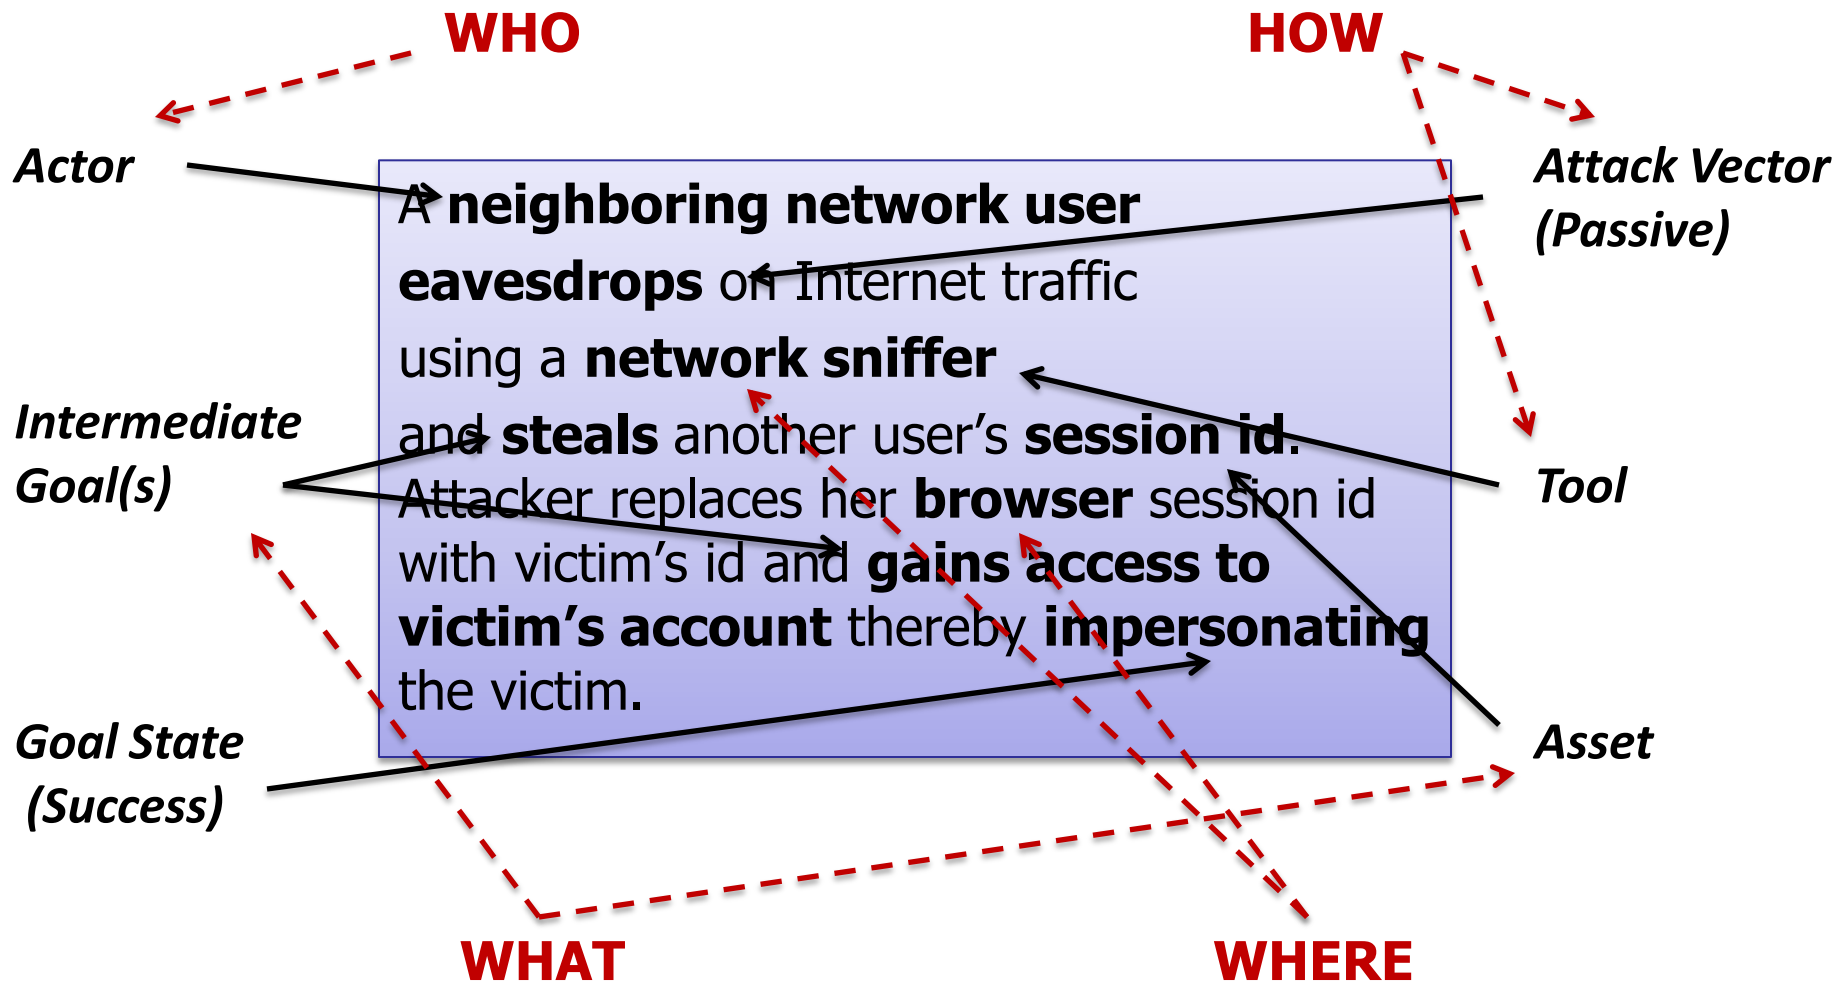 WHO
HOW
Actor
Attack Vector
(Passive)
A neighboring network user
eavesdrops on Internet traffic
using a network sniffer
and steals another user’s session id.
Attacker replaces her browser session id
with victim’s id and gains access to
victim’s account thereby impersonating
the victim.
Intermediate
Goal(s)
Tool
Goal State
(Success)
Asset
WHAT
WHERE